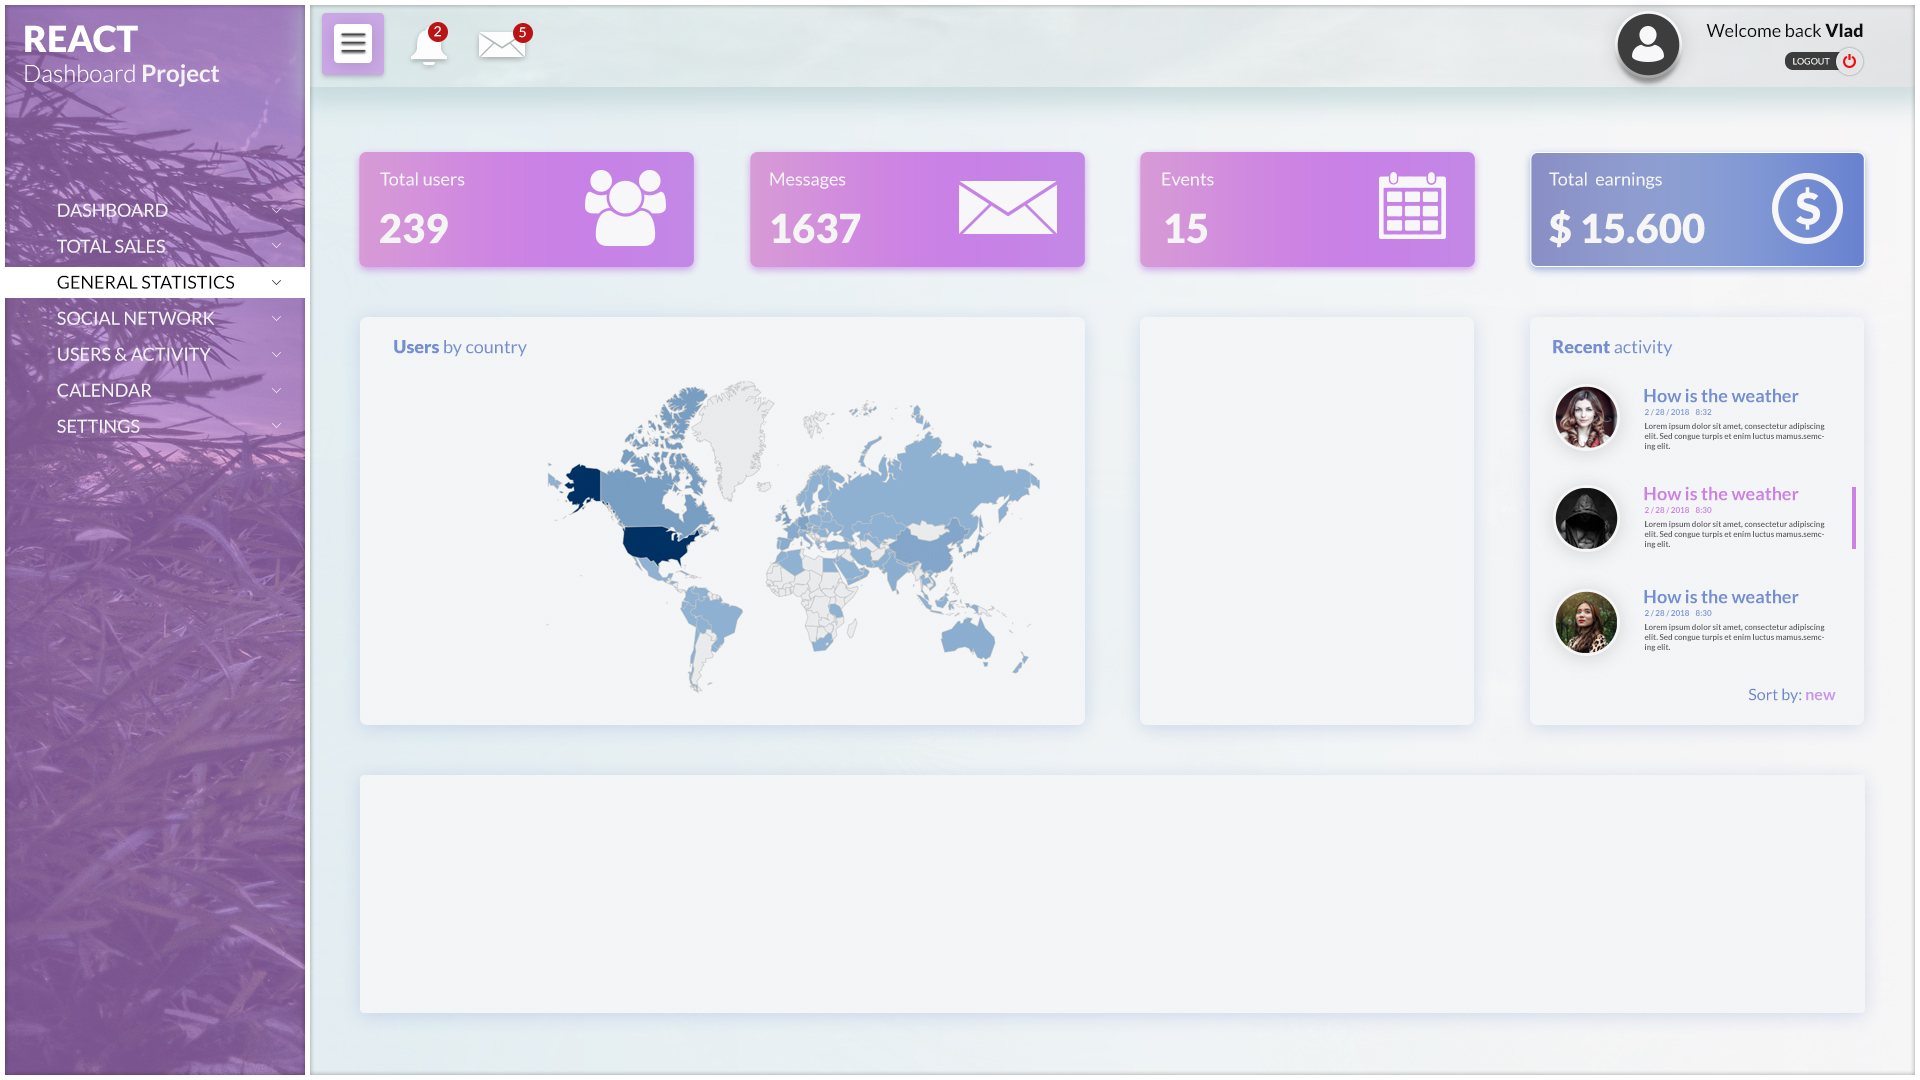 REACT
Dashboard Project
2
5
Welcome back Vlad
LOGOUT
DASHBOARD
TOTAL SALES
GENERAL STATISTICS
SOCIAL NETWORK
USERS & ACTIVITY
CALENDAR
SETTINGS
Total users
239
Messages
1637
Events
15
Total earnings
$ 15.600
$
Users by country
Recent activity
How is the weather
2 / 28 / 2018 8:32
Lorem ipsum dolor sit amet, consectetur adipiscing
elit. Sed congue turpis et enim luctus mamus.semc-
ing elit.
How is the weather
2 / 28 / 2018 8:30
Lorem ipsum dolor sit amet, consectetur adipiscing
elit. Sed congue turpis et enim luctus mamus.semc-
ing elit.
How is the weather
2 / 28 / 2018 8:30
Lorem ipsum dolor sit amet, consectetur adipiscing
elit. Sed congue turpis et enim luctus mamus.semc-
ing elit.
Sort by: new